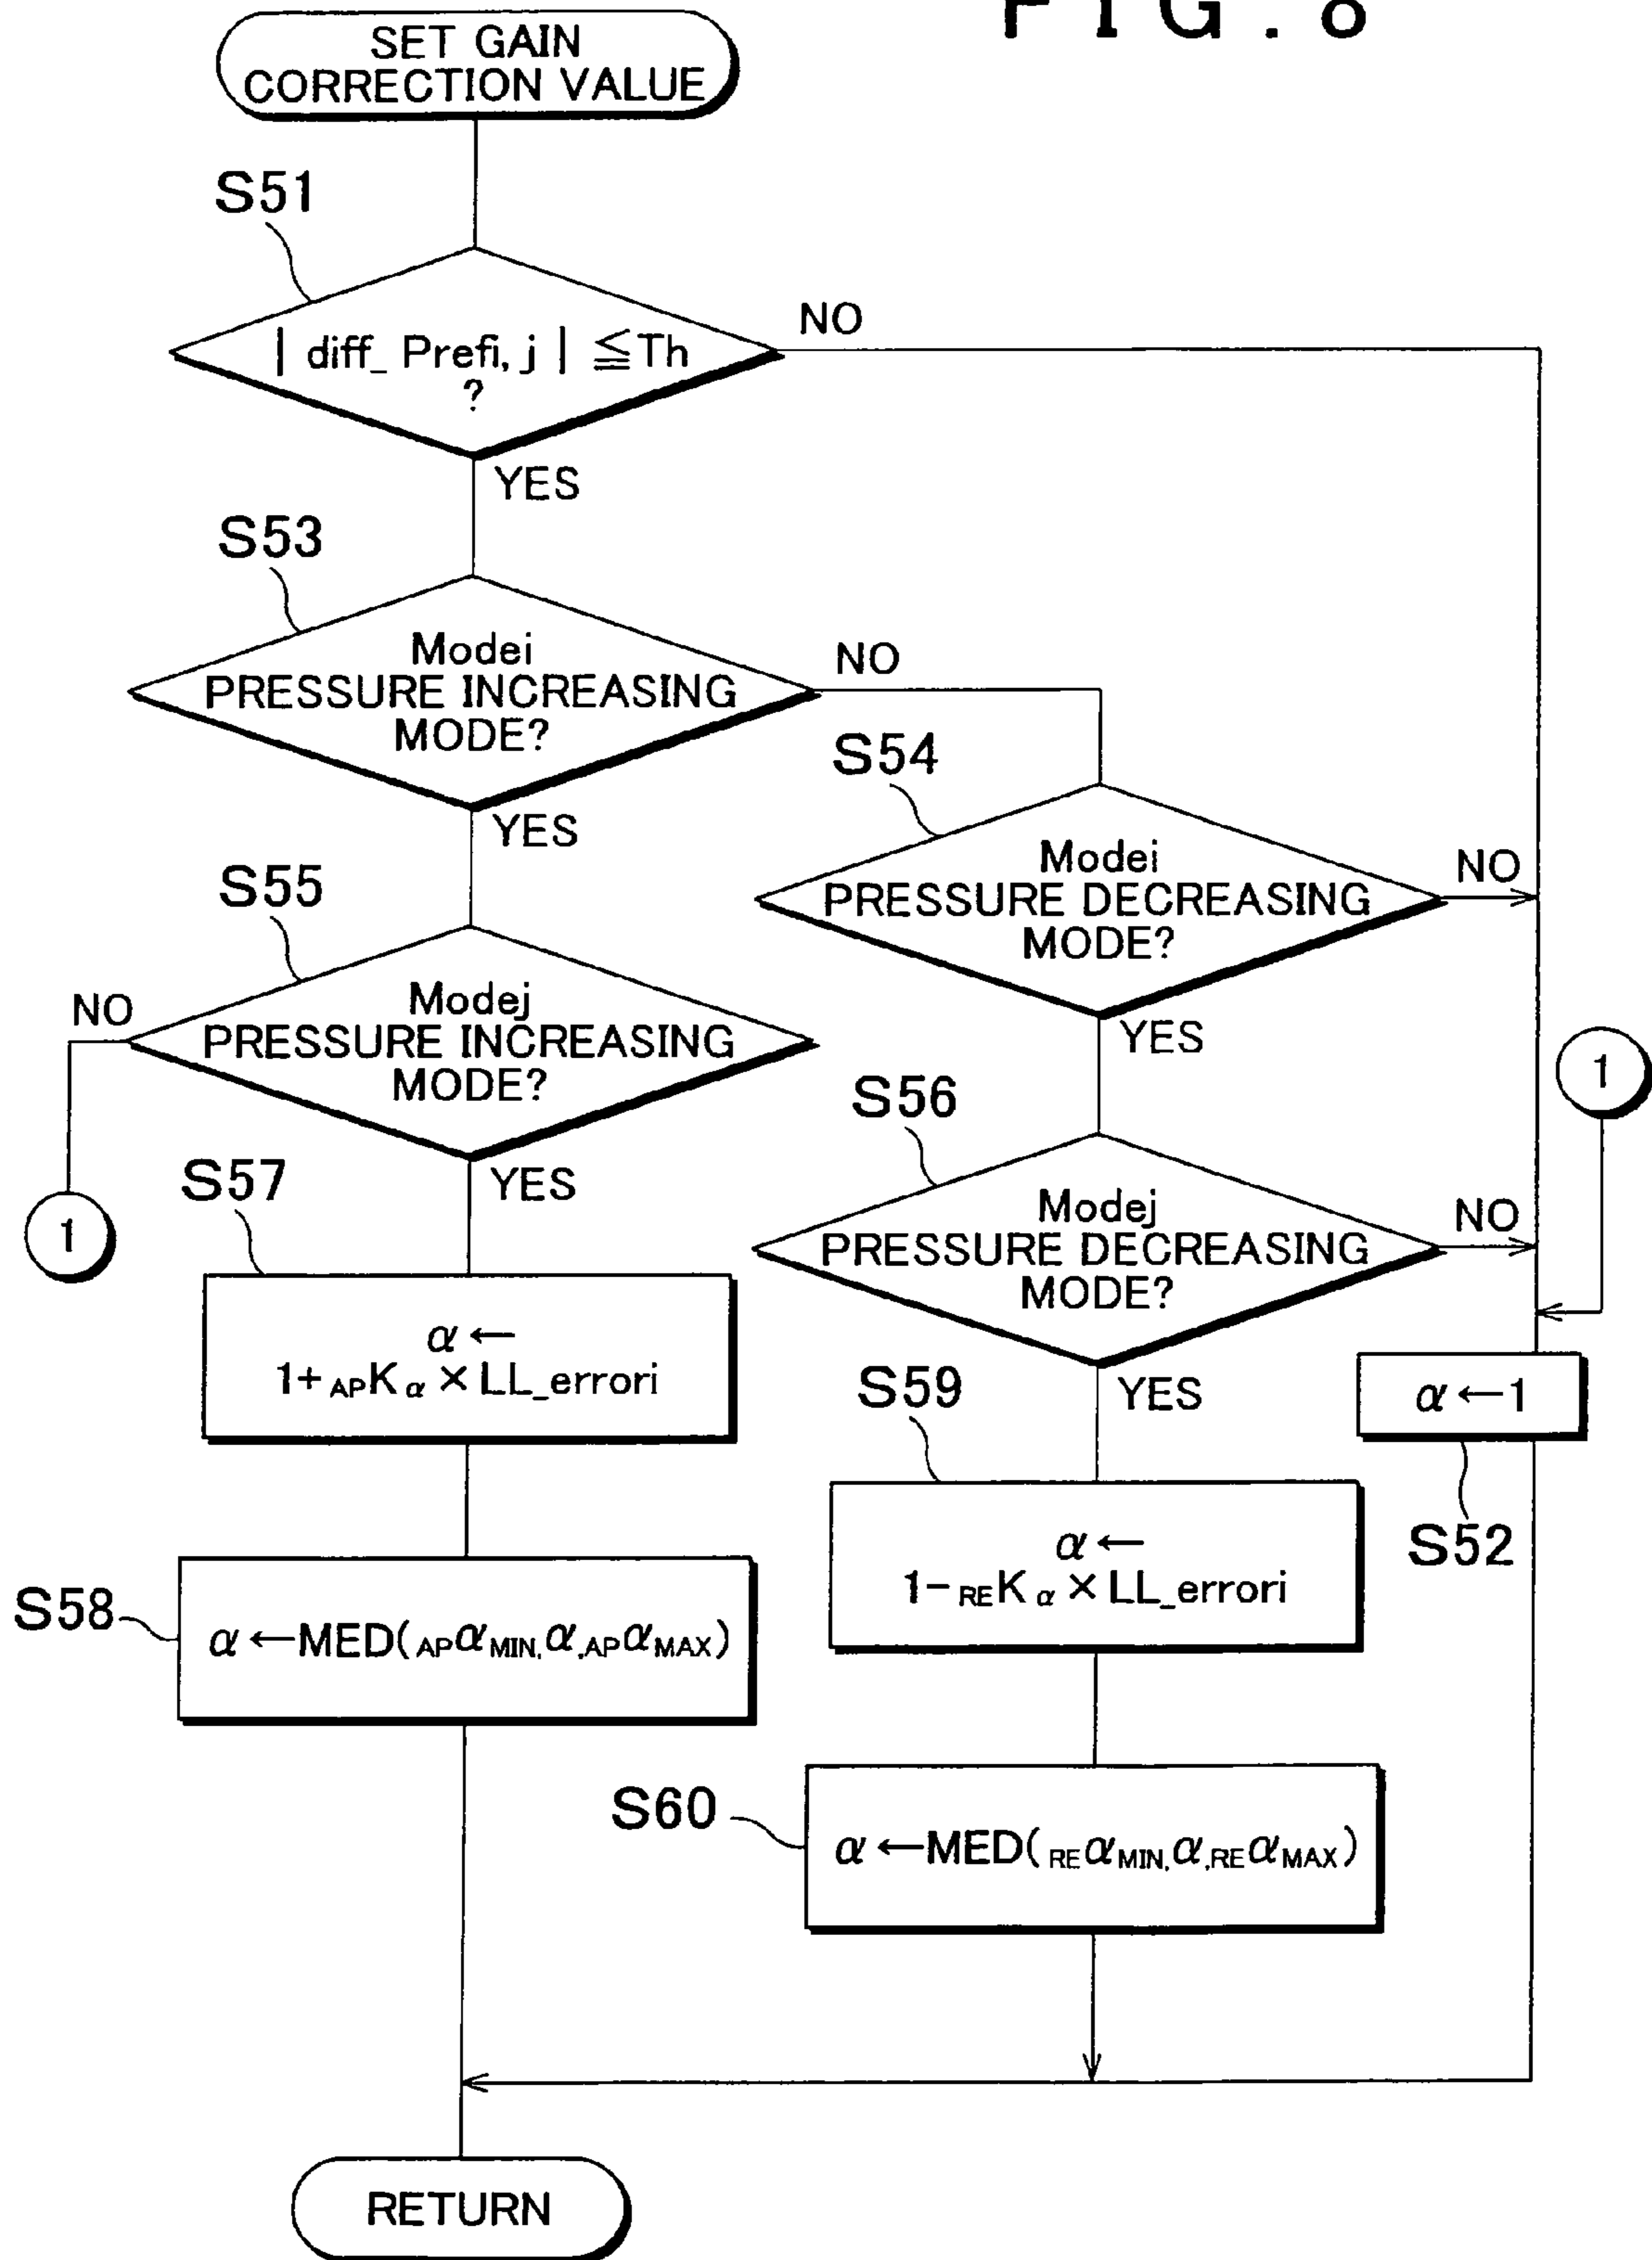 FIG. 8
SET GAIN
CORRECTION VALUE
S51
| diff_ Prefi, j | ≦Th
?
NO
YES
S53
Modei
PRESSURE INCREASING
MODE?
NO
YES
S54
Modei
PRESSURE DECREASING
MODE?
NO
YES
S55
Modej
PRESSURE INCREASING
MODE?
NO
YES
1
1
S56
Modej
PRESSURE DECREASING
MODE?
NO
YES
S57
α ←
1+APKα × LL_errori
S52
α ←1
S59
α ←
1−REKα × LL_errori
S58
α ←MED(APαMIN,α,APαMAX)
S60
α ←MED(REαMIN,α,REαMAX)
RETURN